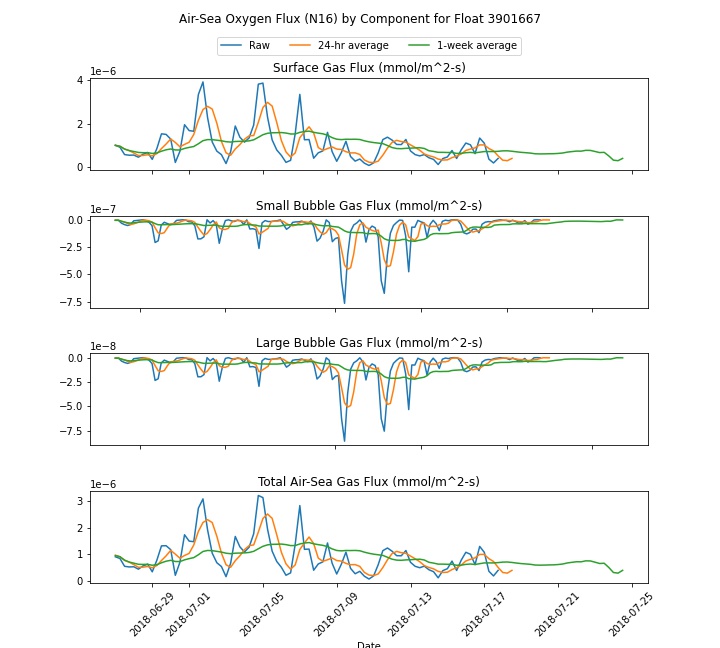 Air-Sea Oxygen Flux (N16) by Component for Float 3901667
Raw 24-hr average 1-week average
1e−6 Surface Gas Flux (mmol/m^2-s)
4
2
0
1e−7 Small Bubble Gas Flux (mmol/m^2-s)
0.0
−2.5
−5.0
−7.5
1e−8 Large Bubble Gas Flux (mmol/m^2-s)
0.0
−2.5
−5.0
−7.5
1e−6 Total Air-Sea Gas Flux (mmol/m^2-s)
3
2
1
0
2018-06-29 2018-07-01 2018-07-05 2018-07-09 2018-07-13 2018-07-17 2018-07-21 2018-07-25
Date